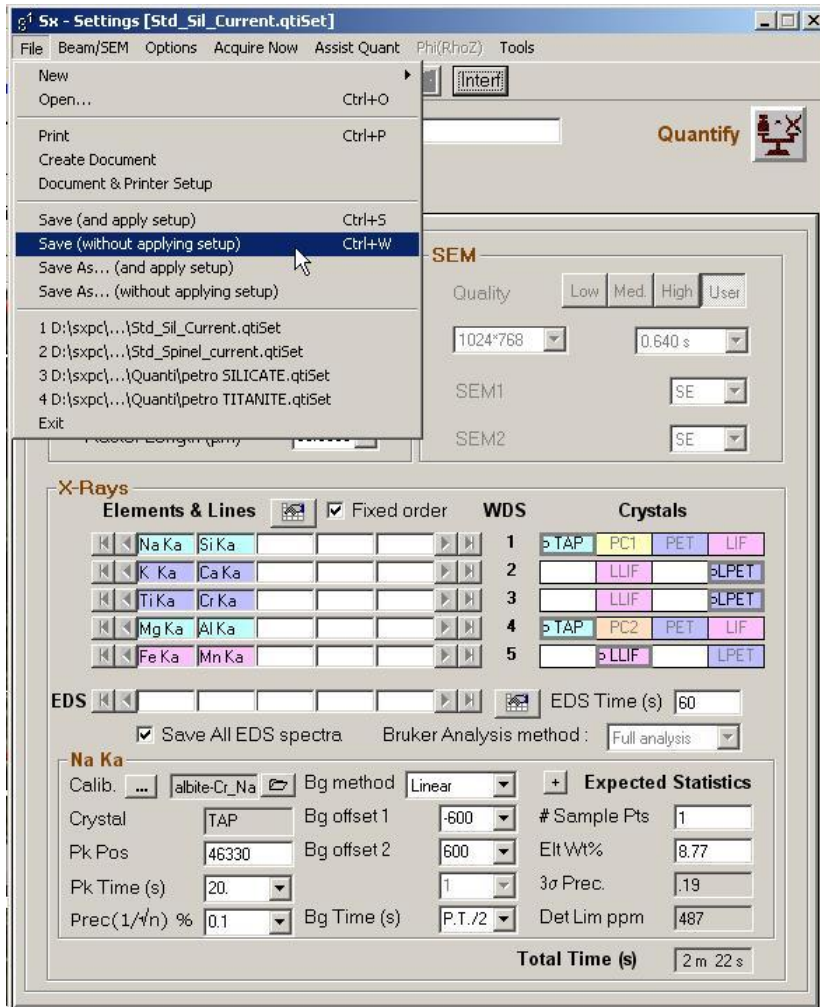 Sx - Settings [Std_Sil_Current.qtiSet]
File Beam/SEM Options Acquire Now Assist Quant Phi(RhoZ) Tools
New
Interf
Open... Ctrl+O
Print Ctrl+P
Quantify
Create Document
Document & Printer Setup
Save (and apply setup) Ctrl+S
Save (without applying setup) Ctrl+W
Save As... (and apply setup)
Save As... (without applying setup)
1 D:\sxpc\...\Std_Sil_Current.qtiSet
2 D:\sxpc\...\Std_Spinel_current.qtiSet
3 D:\sxpc\...\Quanti\petro SILICATE.qtiSet
4 D:\sxpc\...\Quanti\petro TITANITE.qtiSet
Exit
SEM
Quality Low Med. High User
1024*768 0.640 s
SEM1 SE
SEM2 SE
X-Rays
Elements & Lines Fixed order WDS Crystals
Na Ka Si Ka 1 TAP PC1 PET LIF
K Ka Ca Ka 2 LLIF LPET
Ti Ka Cr Ka 3 LLIF LPET
Mg Ka Al Ka 4 TAP PC2 PET LIF
Fe Ka Mn Ka 5 LLIF LPET
EDS EDS Time (s) 60
Save All EDS spectra Bruker Analysis method : Full analysis
Na Ka
Calib. ... albite-Cr_Na Bg method Linear + Expected Statistics
Crystal TAP Bg offset 1 -600 # Sample Pts 1
Pk Pos 46330 Bg offset 2 600 Elt Wt% 8.77
Pk Time (s) 20. 1 3σ Prec. .19
Prec(1/√n) % 0.1 Bg Time (s) P.T./2 Det Lim ppm 487
Total Time (s) 2 m 22 s